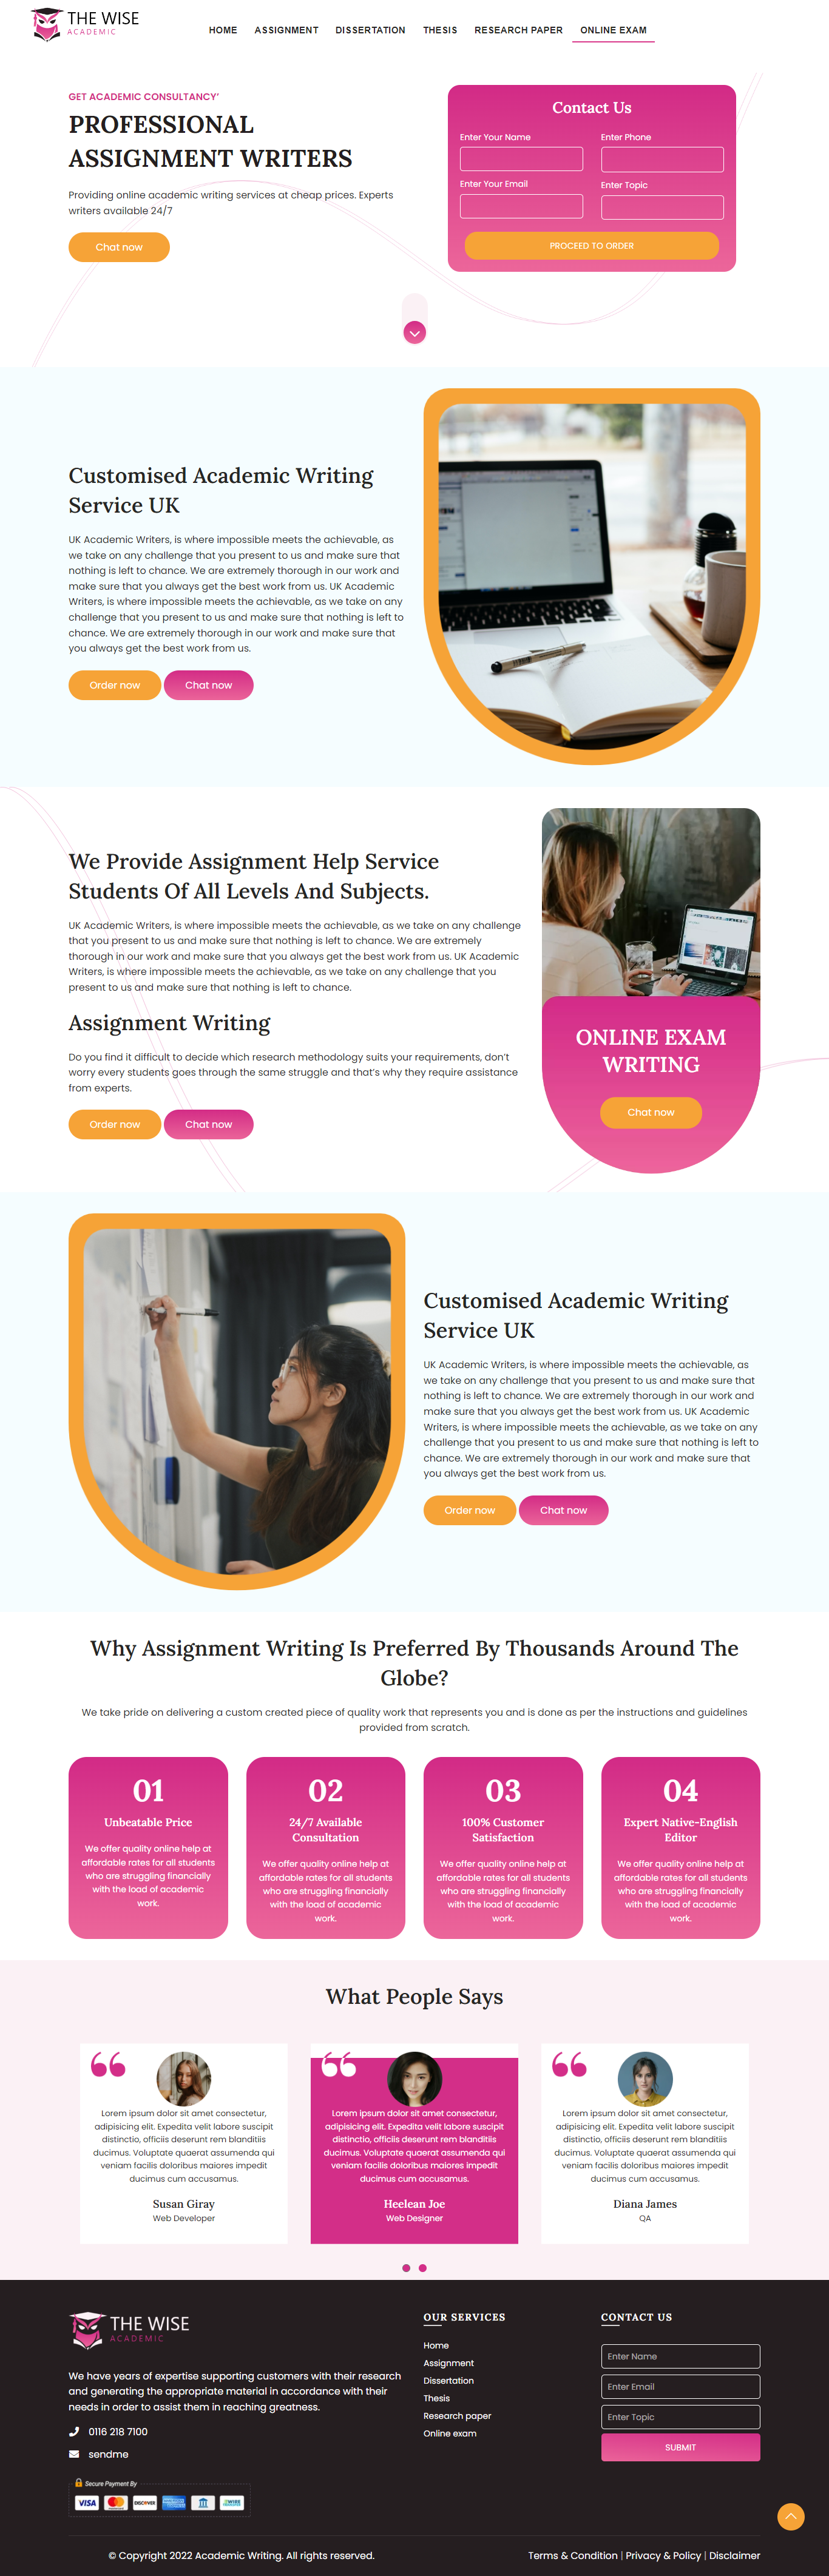 THE WISE
ACADEMIC
HOME
ASSIGNMENT
DISSERTATION
THESIS
RESEARCH PAPER
ONLINE EXAM
GET ACADEMIC CONSULTANCY'
PROFESSIONAL
ASSIGNMENT WRITERS
Providing online academic writing services at cheap prices. Experts
writers available 24/7
Chat now
Contact Us
Enter Your Name
Enter Phone
Enter Your Email
Enter Topic
PROCEED TO ORDER
Customised Academic Writing
Service UK
UK Academic Writers, is where impossible meets the achievable, as
we take on any challenge that you present to us and make sure that
nothing is left to chance. We are extremely thorough in our work and
make sure that you always get the best work from us. UK Academic
Writers, is where impossible meets the achievable, as we take on any
challenge that you present to us and make sure that nothing is left to
chance. We are extremely thorough in our work and make sure that
you always get the best work from us.
Order now
Chat now
We Provide Assignment Help Service
Students Of All Levels And Subjects.
UK Academic Writers, is where impossible meets the achievable, as we take on any challenge
that you present to us and make sure that nothing is left to chance. We are extremely
thorough in our work and make sure that you always get the best work from us. UK Academic
Writers, is where impossible meets the achievable, as we take on any challenge that you
present to us and make sure that nothing is left to chance.
Assignment Writing
Do you find it difficult to decide which research methodology suits your requirements, don't
worry every students goes through the same struggle and that's why they require assistance
from experts.
Order now
Chat now
ONLINE EXAM
WRITING
Chat now
Customised Academic Writing
Service UK
UK Academic Writers, is where impossible meets the achievable, as
we take on any challenge that you present to us and make sure that
nothing is left to chance. We are extremely thorough in our work and
make sure that you always get the best work from us. UK Academic
Writers, is where impossible meets the achievable, as we take on any
challenge that you present to us and make sure that nothing is left to
chance. We are extremely thorough in our work and make sure that
you always get the best work from us.
Order now
Chat now
Why Assignment Writing Is Preferred By Thousands Around The
Globe?
We take pride on delivering a custom created piece of quality work that represents you and is done as per the instructions and guidelines
provided from scratch.
01
Unbeatable Price
We offer quality online help at
affordable rates for all students
who are struggling financially
with the load of academic
work.
02
24/7 Available
Consultation
We offer quality online help at
affordable rates for all students
who are struggling financially
with the load of academic
work.
03
100% Customer
Satisfaction
We offer quality online help at
affordable rates for all students
who are struggling financially
with the load of academic
work.
04
Expert Native-English
Editor
We offer quality online help at
affordable rates for all students
who are struggling financially
with the load of academic
work.
What People Says
Lorem ipsum dolor sit amet consectetur,
adipisicing elit. Expedita velit labore suscipit
distinctio, officiis deserunt rem blanditiis
ducimus. Voluptate quaerat assumenda qui
veniam facilis doloribus maiores impedit
ducimus cum accusamus.
Susan Giray
Web Developer
Lorem ipsum dolor sit amet consectetur,
adipisicing elit. Expedita velit labore suscipit
distinctio, officiis deserunt rem blanditiis
ducimus. Voluptate quaerat assumenda qui
veniam facilis doloribus maiores impedit
ducimus cum accusamus.
Heelean Joe
Web Designer
Lorem ipsum dolor sit amet consectetur,
adipisicing elit. Expedita velit labore suscipit
distinctio, officiis deserunt rem blanditiis
ducimus. Voluptate quaerat assumenda qui
veniam facilis doloribus maiores impedit
ducimus cum accusamus.
Diana James
QA
THE WISE
ACADEMIC
We have years of expertise supporting customers with their research
and generating the appropriate material in accordance with their
needs in order to assist them in reaching greatness.
0116 218 7100
sendme
Secure Payment By
VISA
mastercard
DISCOVER
OUR SERVICES
Home
Assignment
Dissertation
Thesis
Research paper
Online exam
CONTACT US
Enter Name
Enter Email
Enter Topic
SUBMIT
© Copyright 2022 Academic Writing. All rights reserved.
Terms & Condition | Privacy & Policy | Disclaimer